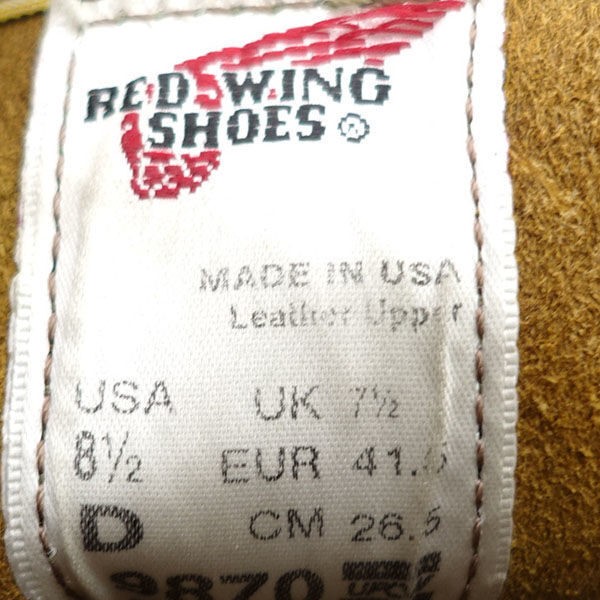 RED WING
SHOES ®
MADE IN USA
Leather Upper
USA UK 7½
8½ EUR 41.5
D CM 26.5
9870